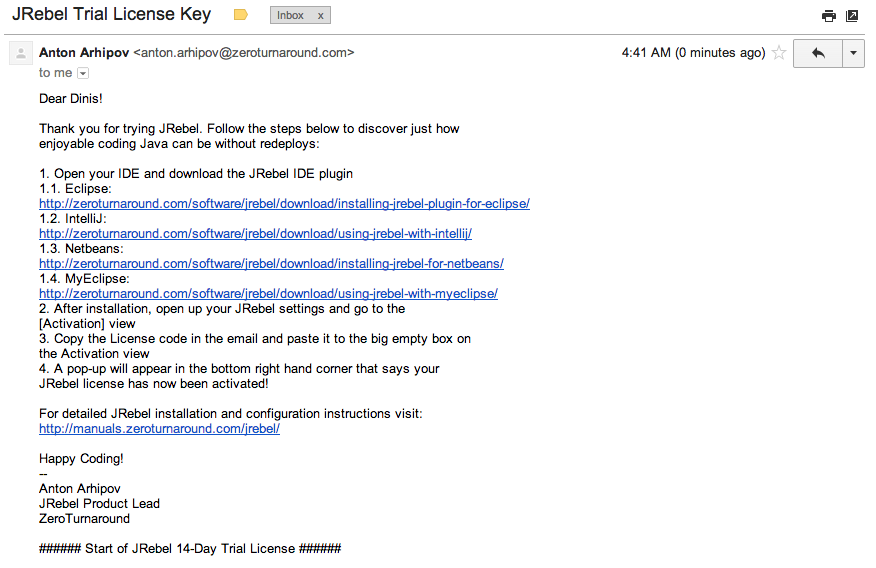 JRebel Trial License Key
Inbox x
Anton Arhipov <anton.arhipov@zeroturnaround.com>
4:41 AM (0 minutes ago)
to me
Dear Dinis!
Thank you for trying JRebel. Follow the steps below to discover just how
enjoyable coding Java can be without redeploys:
1. Open your IDE and download the JRebel IDE plugin
1.1. Eclipse:
http://zeroturnaround.com/software/jrebel/download/installing-jrebel-plugin-for-eclipse/
1.2. IntelliJ:
http://zeroturnaround.com/software/jrebel/download/using-jrebel-with-intellij/
1.3. Netbeans:
http://zeroturnaround.com/software/jrebel/download/installing-jrebel-for-netbeans/
1.4. MyEclipse:
http://zeroturnaround.com/software/jrebel/download/using-jrebel-with-myeclipse/
2. After installation, open up your JRebel settings and go to the
[Activation] view
3. Copy the License code in the email and paste it to the big empty box on
the Activation view
4. A pop-up will appear in the bottom right hand corner that says your
JRebel license has now been activated!
For detailed JRebel installation and configuration instructions visit:
http://manuals.zeroturnaround.com/jrebel/
Happy Coding!
--
Anton Arhipov
JRebel Product Lead
ZeroTurnaround
###### Start of JRebel 14-Day Trial License ######